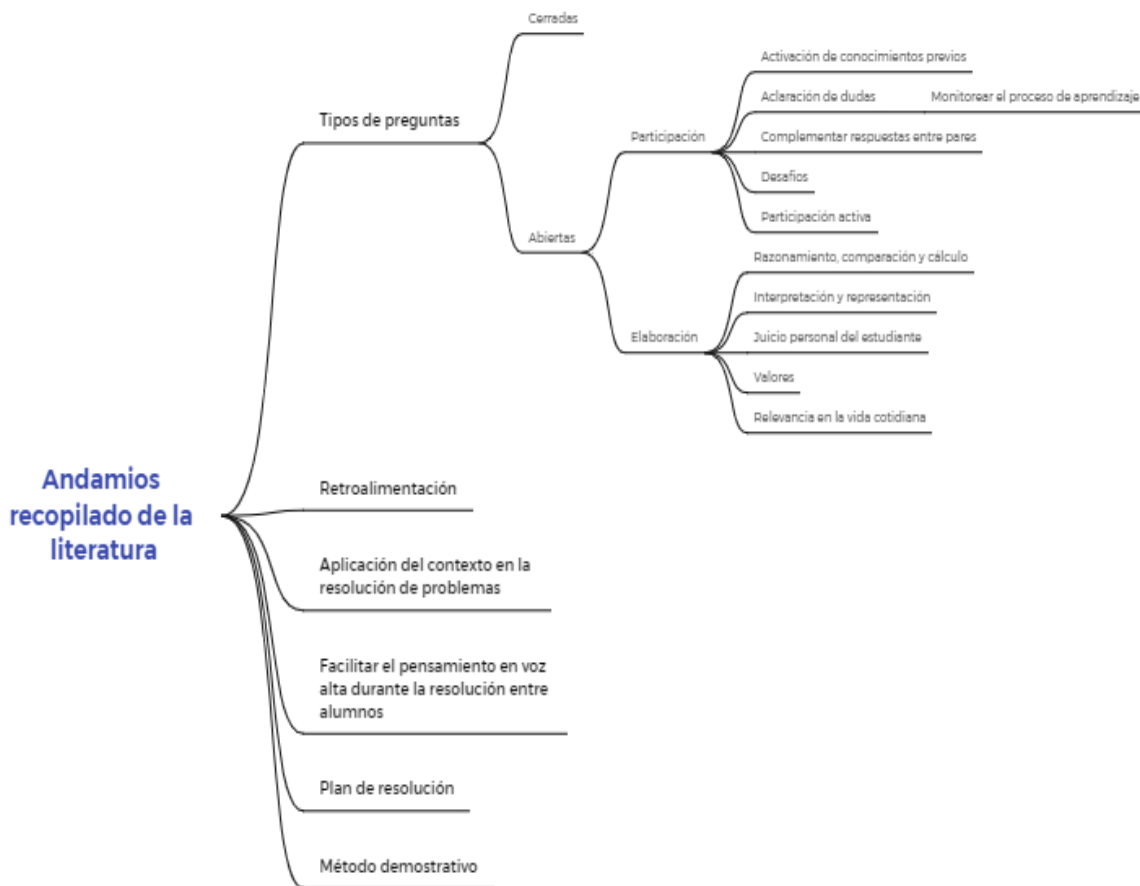 Cerradas
Activación de conocimientos previos
Tipos de preguntas
Aclaración de dudas
Monitorear el proceso de aprendizaje
Participación
Complementar respuestas entre pares
Desafíos
Participación activa
Abiertas
Razonamiento, comparación y cálculo
Interpretación y representación
Elaboración
Juicio personal del estudiante
Valores
Relevancia en la vida cotidiana
Andamios
recopilado de la
literatura
Retroalimentación
Aplicación del contexto en la
resolución de problemas
Facilitar el pensamiento en voz
alta durante la resolución entre
alumnos
Plan de resolución
Método demostrativo